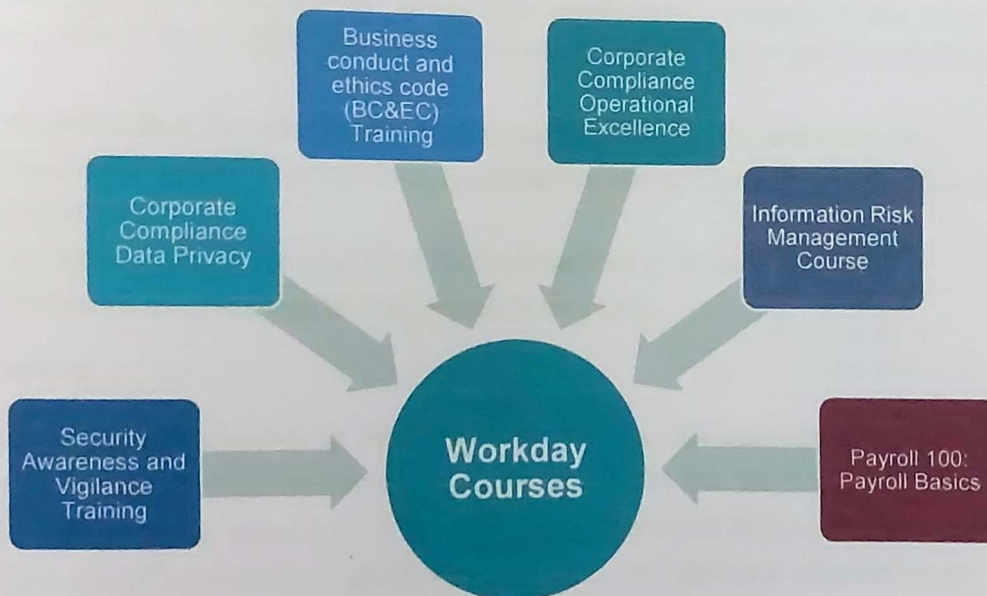 Business
conduct and
ethics code
(BC&EC)
Training
Corporate
Compliance
Operational
Excellence
Corporate
Compliance
Data Privacy
Information Risk
Management
Course
Security
Awareness and
Vigilance
Training
Workday
Courses
Payroll 100:
Payroll Basics